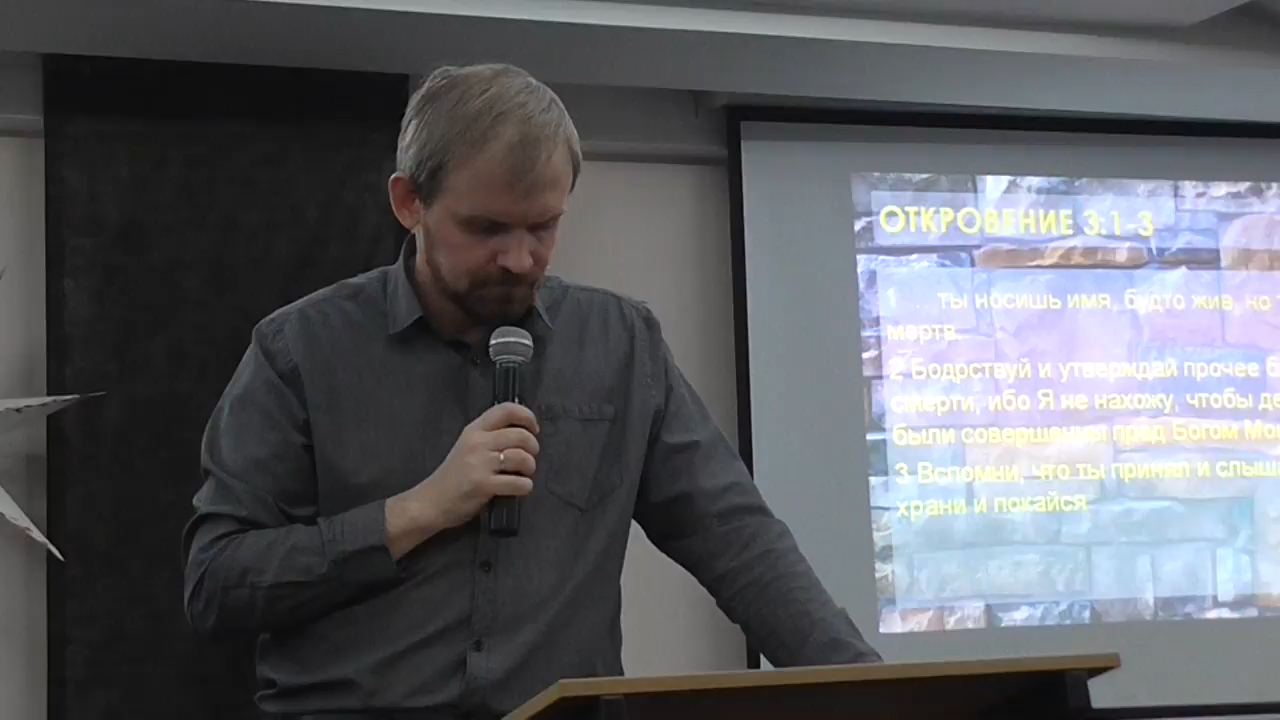 ОТКРОВЕНИЕ 3:1-3
1 ... ты носишь имя, будто жив, но
мертв.
2 Бодрствуй и утверждай прочее
смерти, ибо Я не нахожу, чтобы
были совершенны пред Богом
3 Вспомни, что ты принял и
храни и покайся